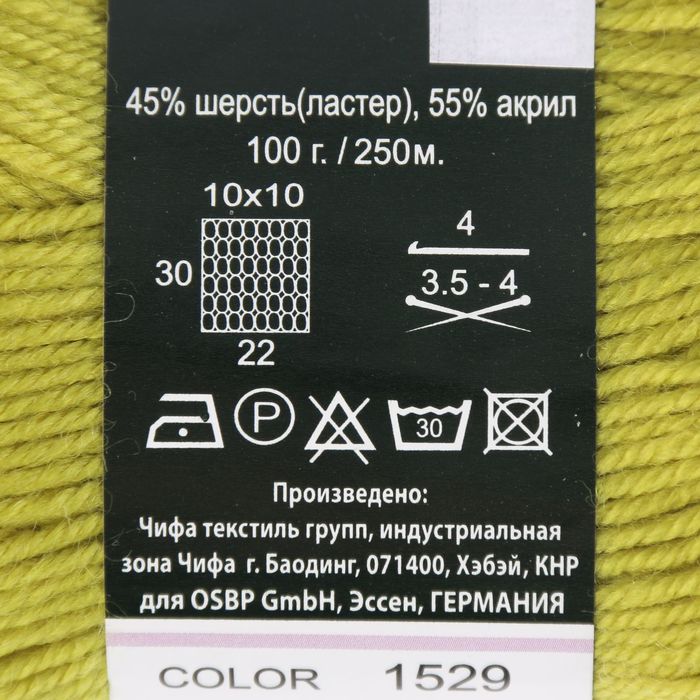 45% шерсть(ластер), 55% акрил
100 г. / 250м.
10x10
30
22
4
3.5 - 4
P
30
Произведено:
Чифа текстиль групп, индустриальная
зона Чифа г. Баодинг, 071400, Хэбэй, КНР
для OSBP GmbH, Эссен, ГЕРМАНИЯ
COLOR 1529